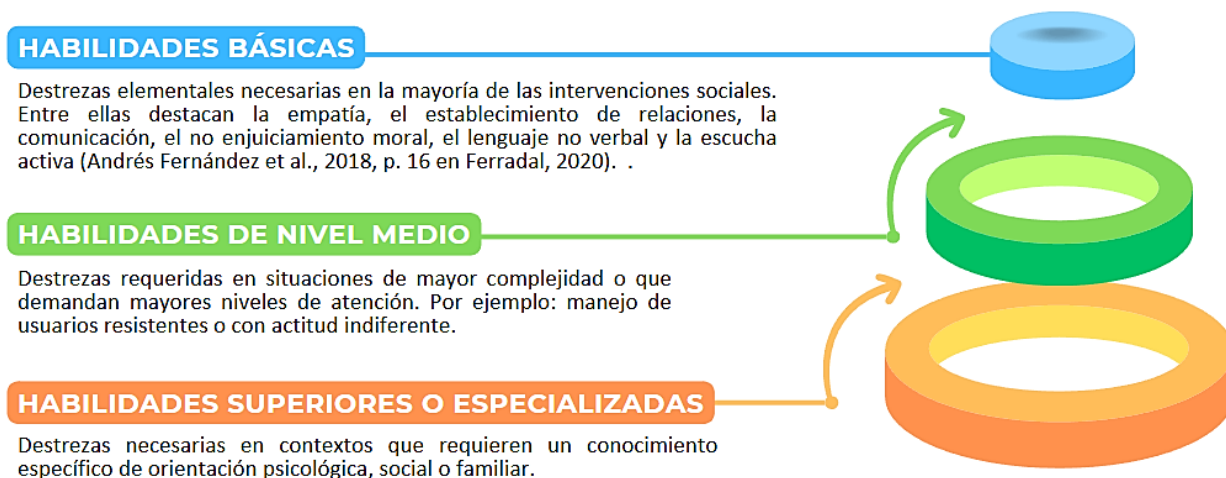 HABILIDADES BÁSICAS
Destrezas elementales necesarias en la mayoría de las intervenciones sociales.
Entre ellas destacan la empatía, el establecimiento de relaciones, la
comunicación, el no enjuiciamiento moral, el lenguaje no verbal y la escucha
activa (Andrés Fernández et al., 2018, p. 16 en Ferradal, 2020). .
HABILIDADES DE NIVEL MEDIO
Destrezas requeridas en situaciones de mayor complejidad o que
demandan mayores niveles de atención. Por ejemplo: manejo de
usuarios resistentes o con actitud indiferente.
HABILIDADES SUPERIORES O ESPECIALIZADAS
Destrezas necesarias en contextos que requieren un conocimiento
específico de orientación psicológica, social o familiar.